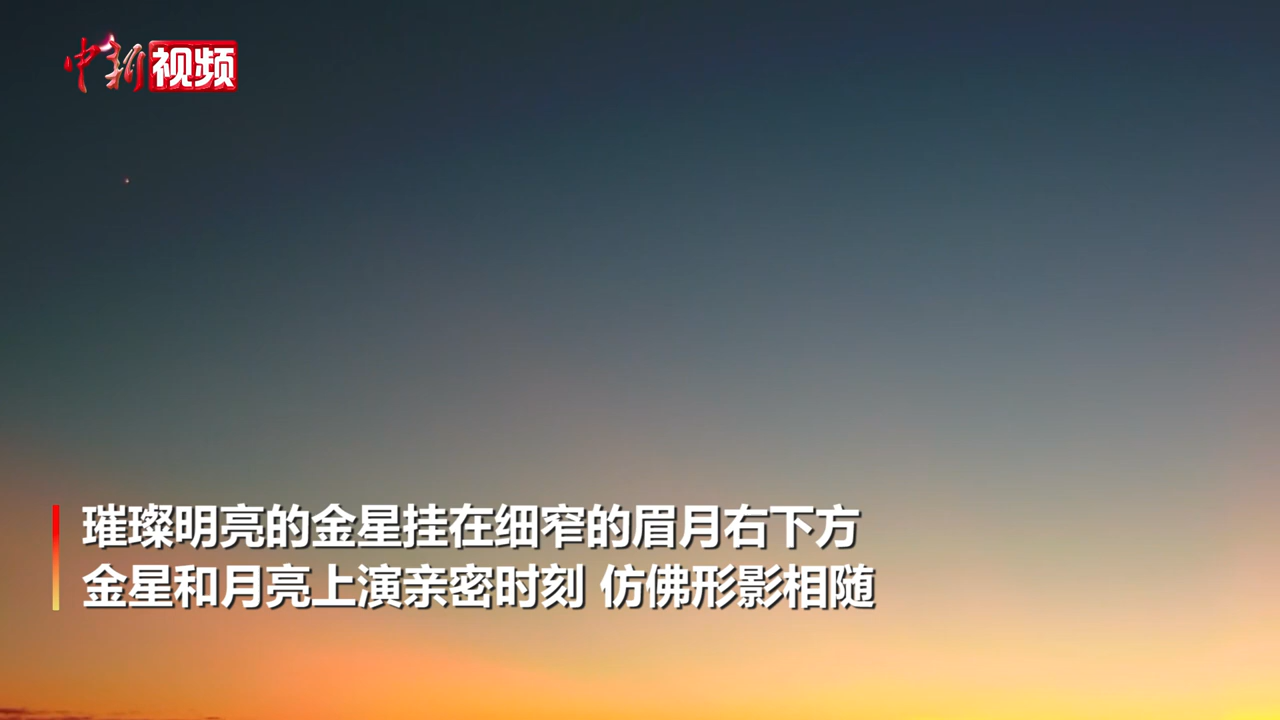 中新视频
璀璨明亮的金星挂在细窄的眉月右下方
金星和月亮上演亲密时刻 仿佛形影相随